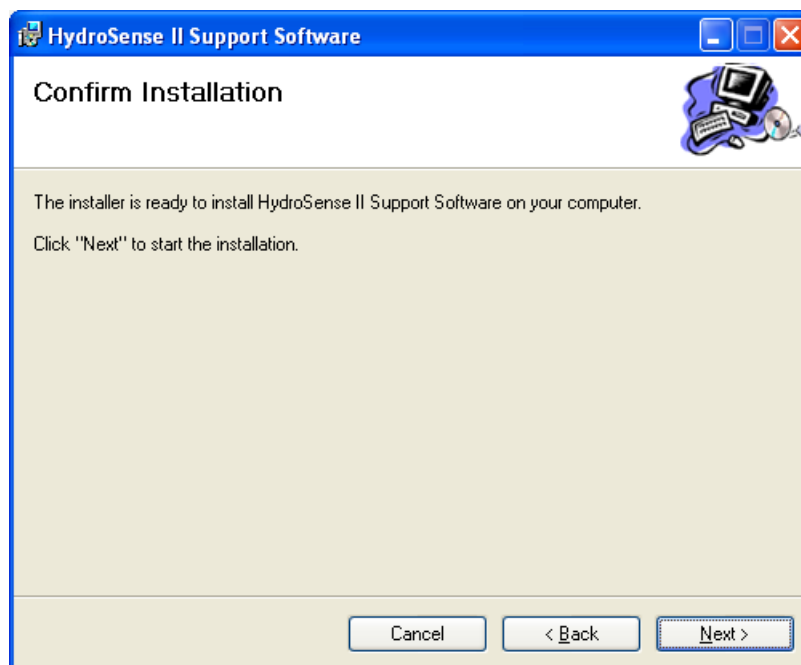 HydroSense II Support Software
Confirm Installation
The installer is ready to install HydroSense II Support Software on your computer.
Click "Next" to start the installation.
Cancel
< Back
Next >